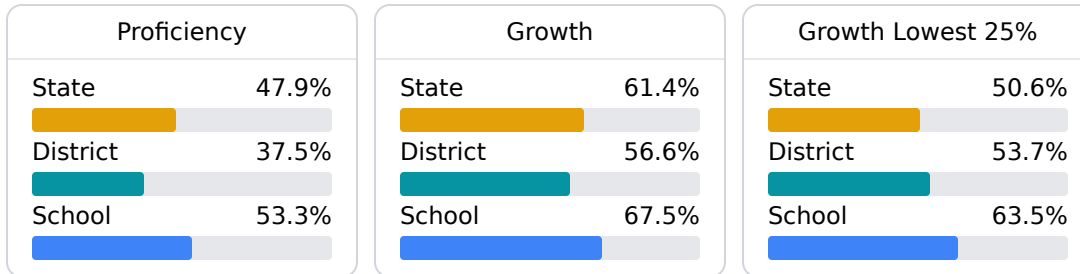 Proficiency
State 47.9%
District 37.5%
School 53.3%
Growth
State 61.4%
District 56.6%
School 67.5%
Growth Lowest 25%
State 50.6%
District 53.7%
School 63.5%